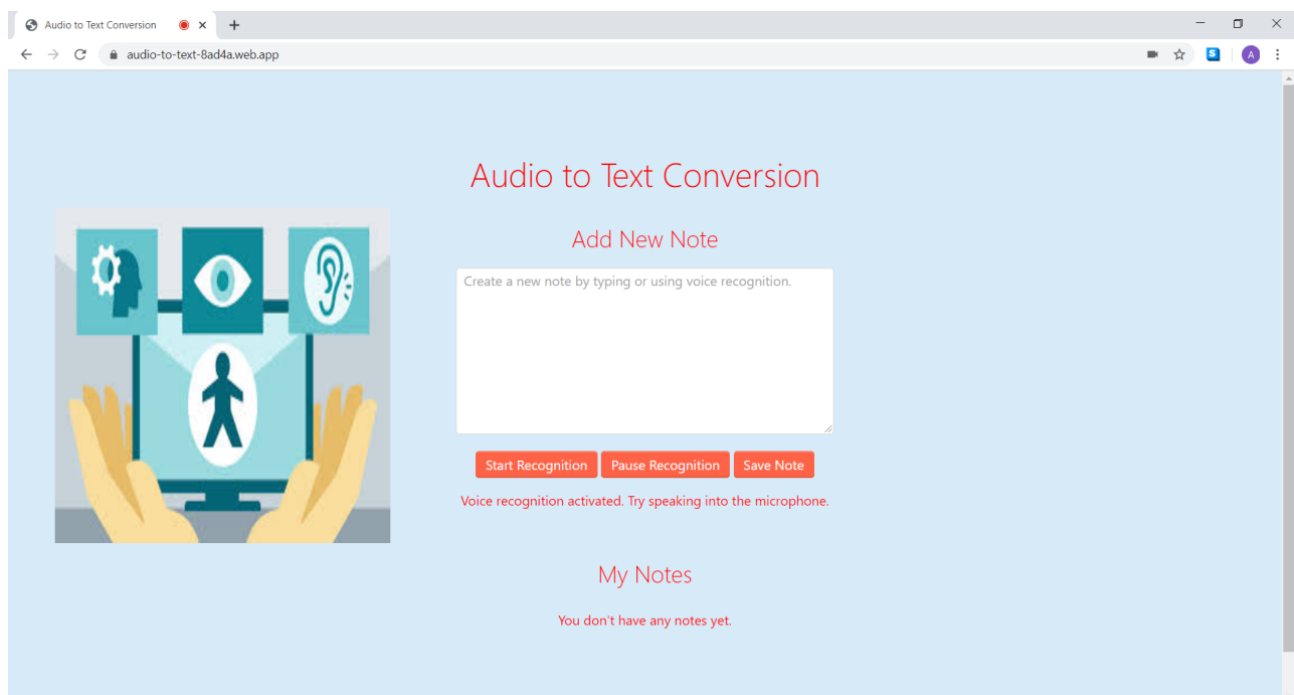 Audio to Text Conversion
audio-to-text-8ad4a.web.app
S
A
Audio to Text Conversion
Add New Note
Create a new note by typing or using voice recognition.
Start Recognition Pause Recognition Save Note
Voice recognition activated. Try speaking into the microphone.
My Notes
You don't have any notes yet.